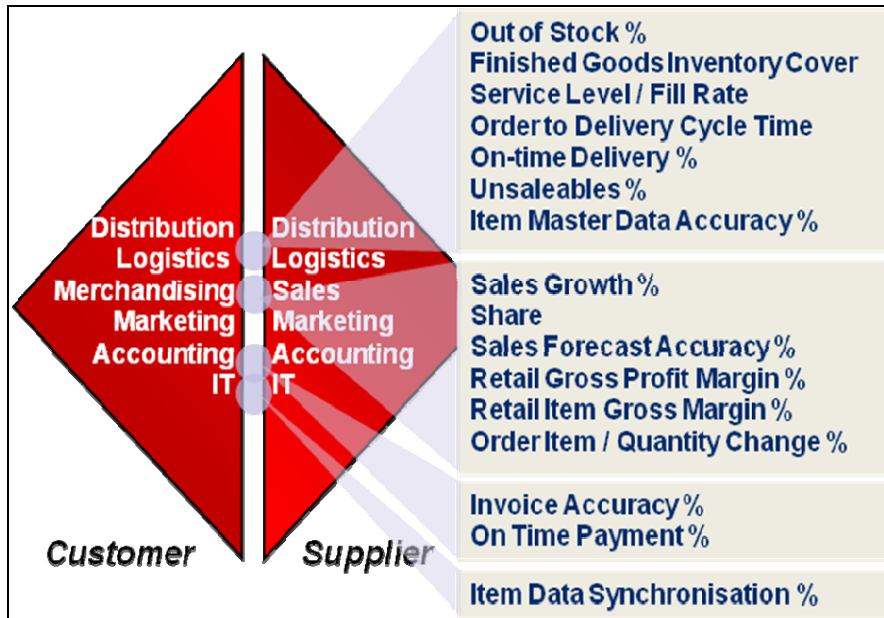 Distribution
Logistics
Merchandising
Marketing
Accounting
IT
Customer
Distribution
Logistics
Sales
Marketing
Accounting
IT
Supplier
Out of Stock %
Finished Goods Inventory Cover
Service Level / Fill Rate
Order to Delivery Cycle Time
On-time Delivery %
Unsaleables %
Item Master Data Accuracy %
Sales Growth %
Share
Sales Forecast Accuracy %
Retail Gross Profit Margin %
Retail Item Gross Margin %
Order Item / Quantity Change %
Invoice Accuracy %
On Time Payment %
Item Data Synchronisation %